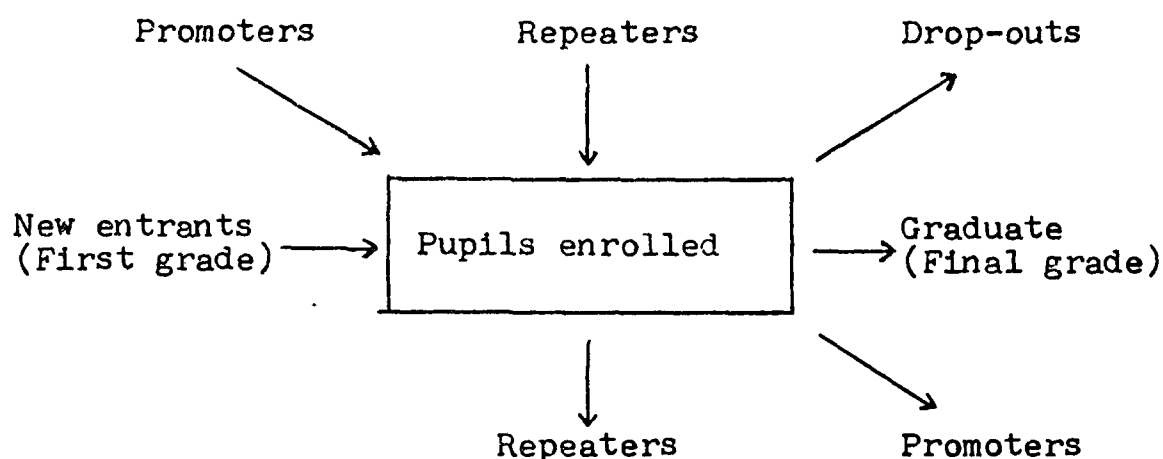 Promoters
Repeaters
Drop-outs
New entrants
(First grade)
Pupils enrolled
Graduate
(Final grade)
Repeaters
Promoters